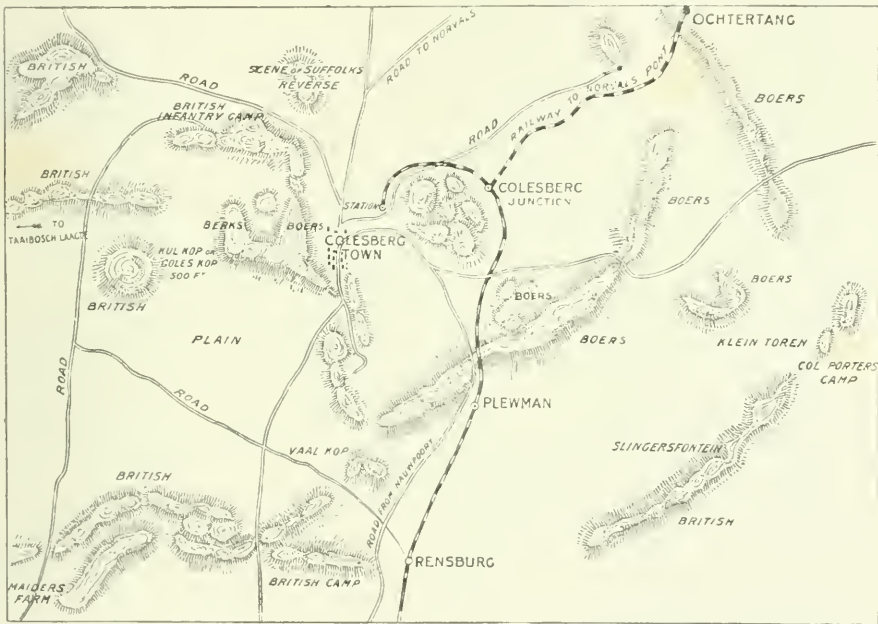 OCHTERTANG
BRITISH
ROAD
SCENE OF SUFFOLKS
REVERSE
ROAD TO NORVALS
BRITISH
INFANTRY CAMP
ROAD
RAILWAY TO NORVALS PONT
BOERS
BRITISH
STATION
COLESBERG
JUNCTION
BOERS
TO
TAAIBOSCH LAAGTE
BERKS
BOERS
COLESBERG
TOWN
KUL KOP OR
COLES KOP
300 FT
BRITISH
BOERS
BOERS
PLAIN
BOERS
KLEIN TOREN
COL PORTERS
CAMP
ROAD
ROAD
PLEWMAN
VAAL KOP
SLINGERSFONTEIN
ROAD FROM NAUWPOORT
BRITISH
BRITISH
RENSBURG
MAIDERS
FARM
BRITISH CAMP